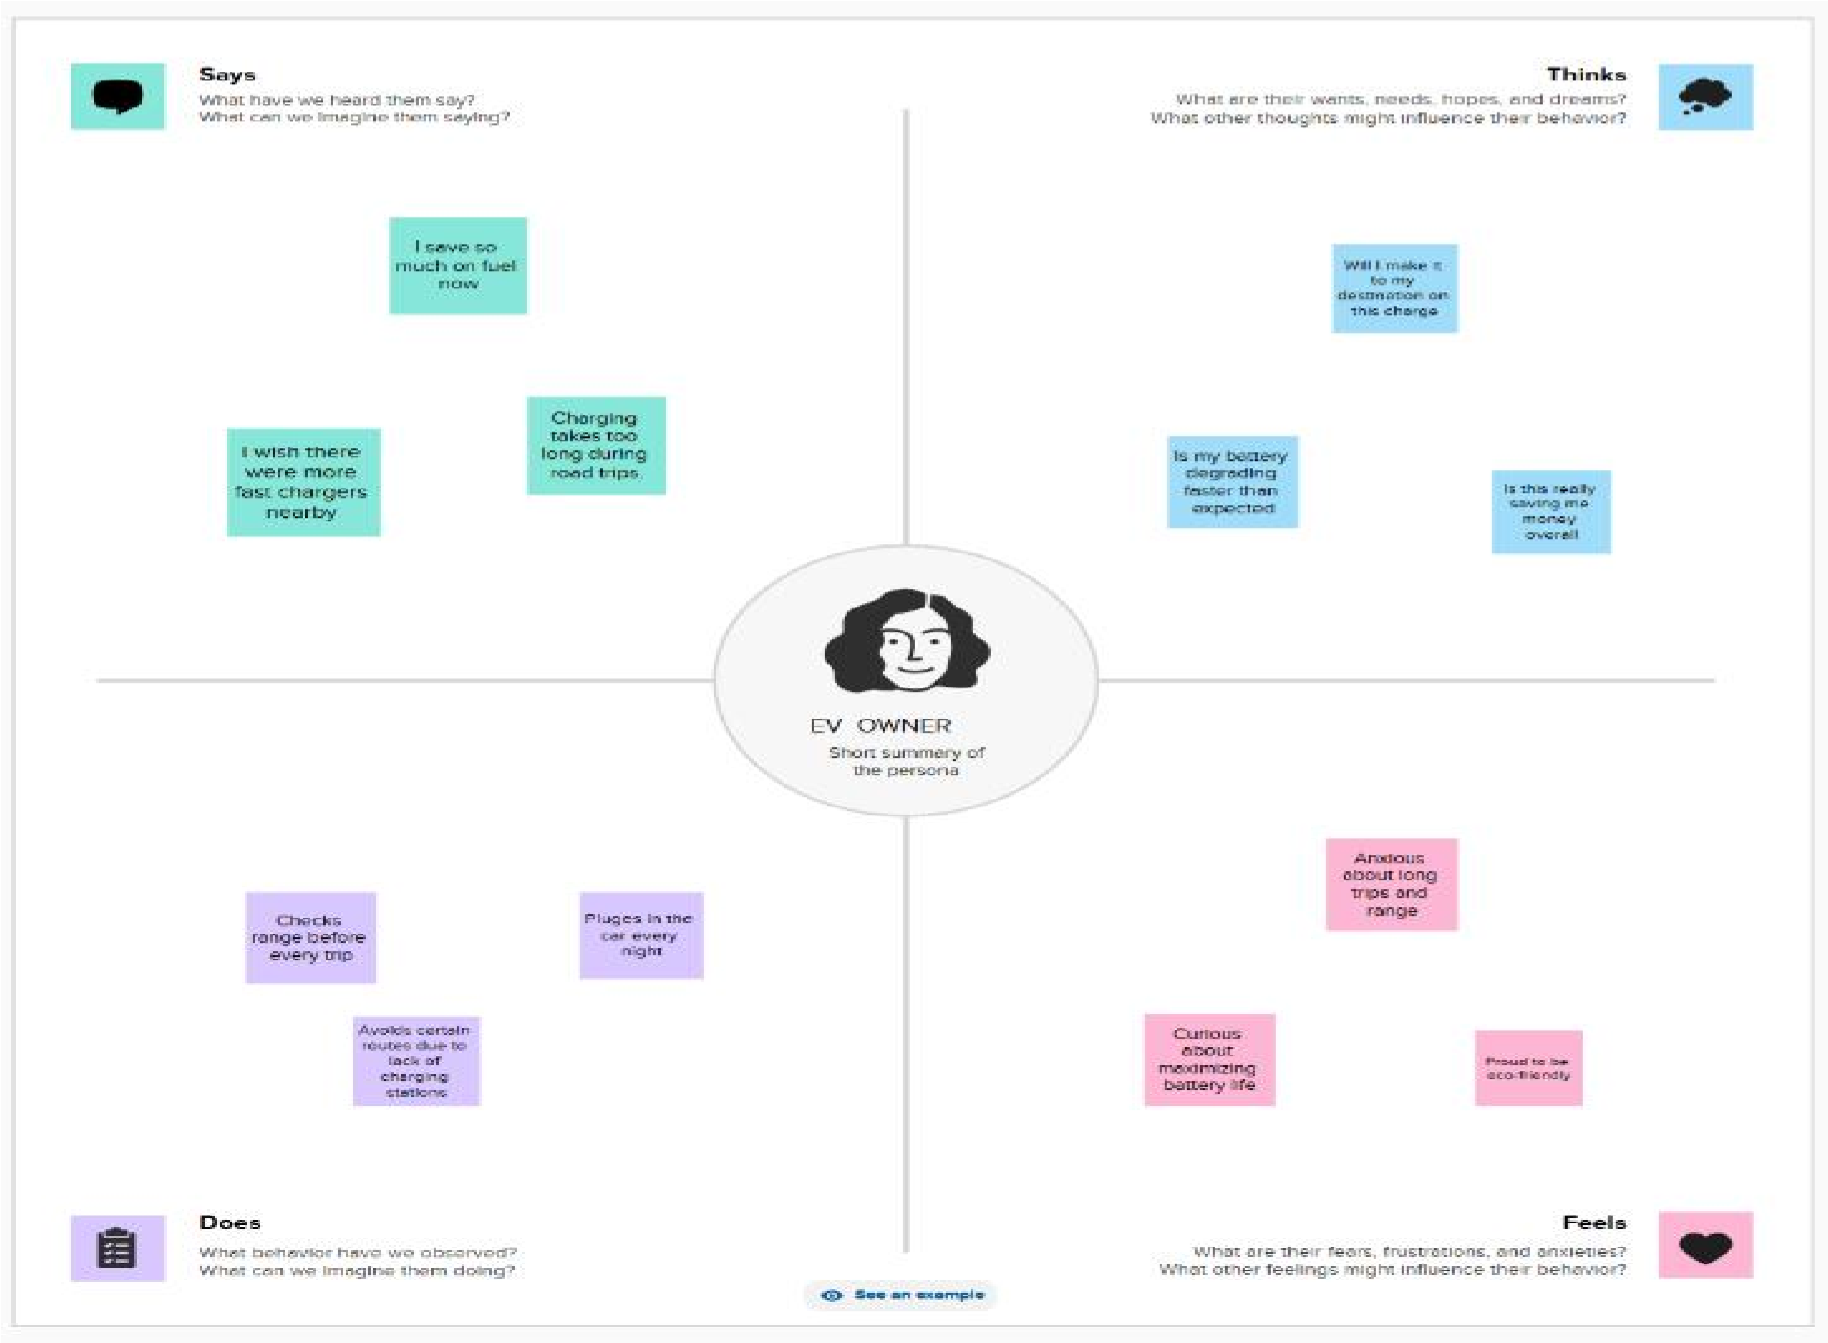 Says
What have we heard them say?
What can we imagine them saying?
Thinks
What are their wants, needs, hopes, and dreams?
What other thoughts might influence their behavior?
I save so
much on fuel
now
I wish there
were more
fast chargers
nearby
Charging
takes too
long during
road trips.
Will I make it
to my
destination on
this charge
Is my battery
degrading
faster than
expected
Is this really
saving me
money
overall
EV OWNER
Short summary of
the persona
Checks
range before
every trip
Pluges in the
car every
night
Avoids certain
routes due to
lack of
charging
stations
Anxious
about long
trips and
range
Curious
about
maximizing
battery life
Proud to be
eco-friendly
Does
What behavior have we observed?
What can we imagine them doing?
Feels
What are their fears, frustrations, and anxieties?
What other feelings might influence their behavior?
See an example